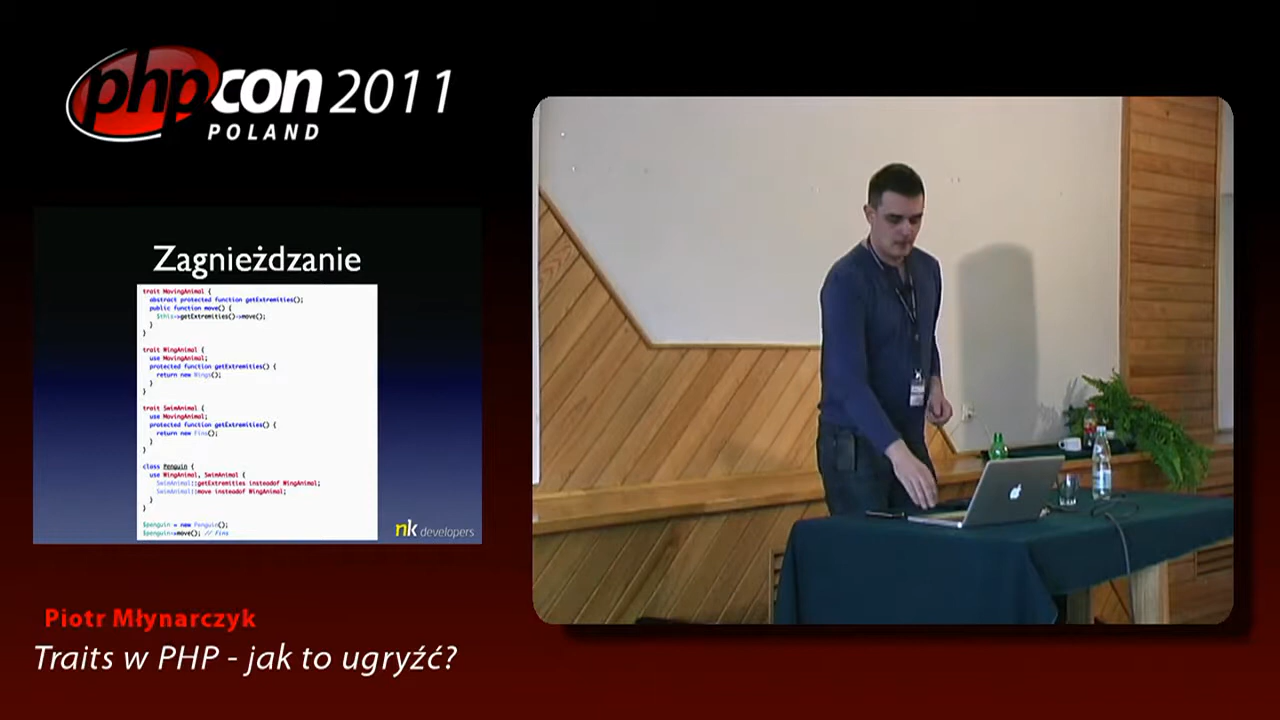 phpcon 2011
POLAND
Zagnieżdzanie
trait MovingAnimal {
abstract protected function getExtremities();
public function move() {
$this->getExtremities()->move();
}
}
trait WingAnimal {
use MovingAnimal;
protected function getExtremities() {
return new Wings();
}
}
trait SwimAnimal {
use MovingAnimal;
protected function getExtremities() {
return new Fins();
}
}
class Penguin {
use WingAnimal, SwimAnimal {
SwimAnimal::getExtremities insteadof WingAnimal;
SwimAnimal::move insteadof WingAnimal;
}
}
$penguin = new Penguin();
$penguin->move(); // Fins
nk developers
Piotr Młynarczyk
Traits w PHP - jak to ugryźć?